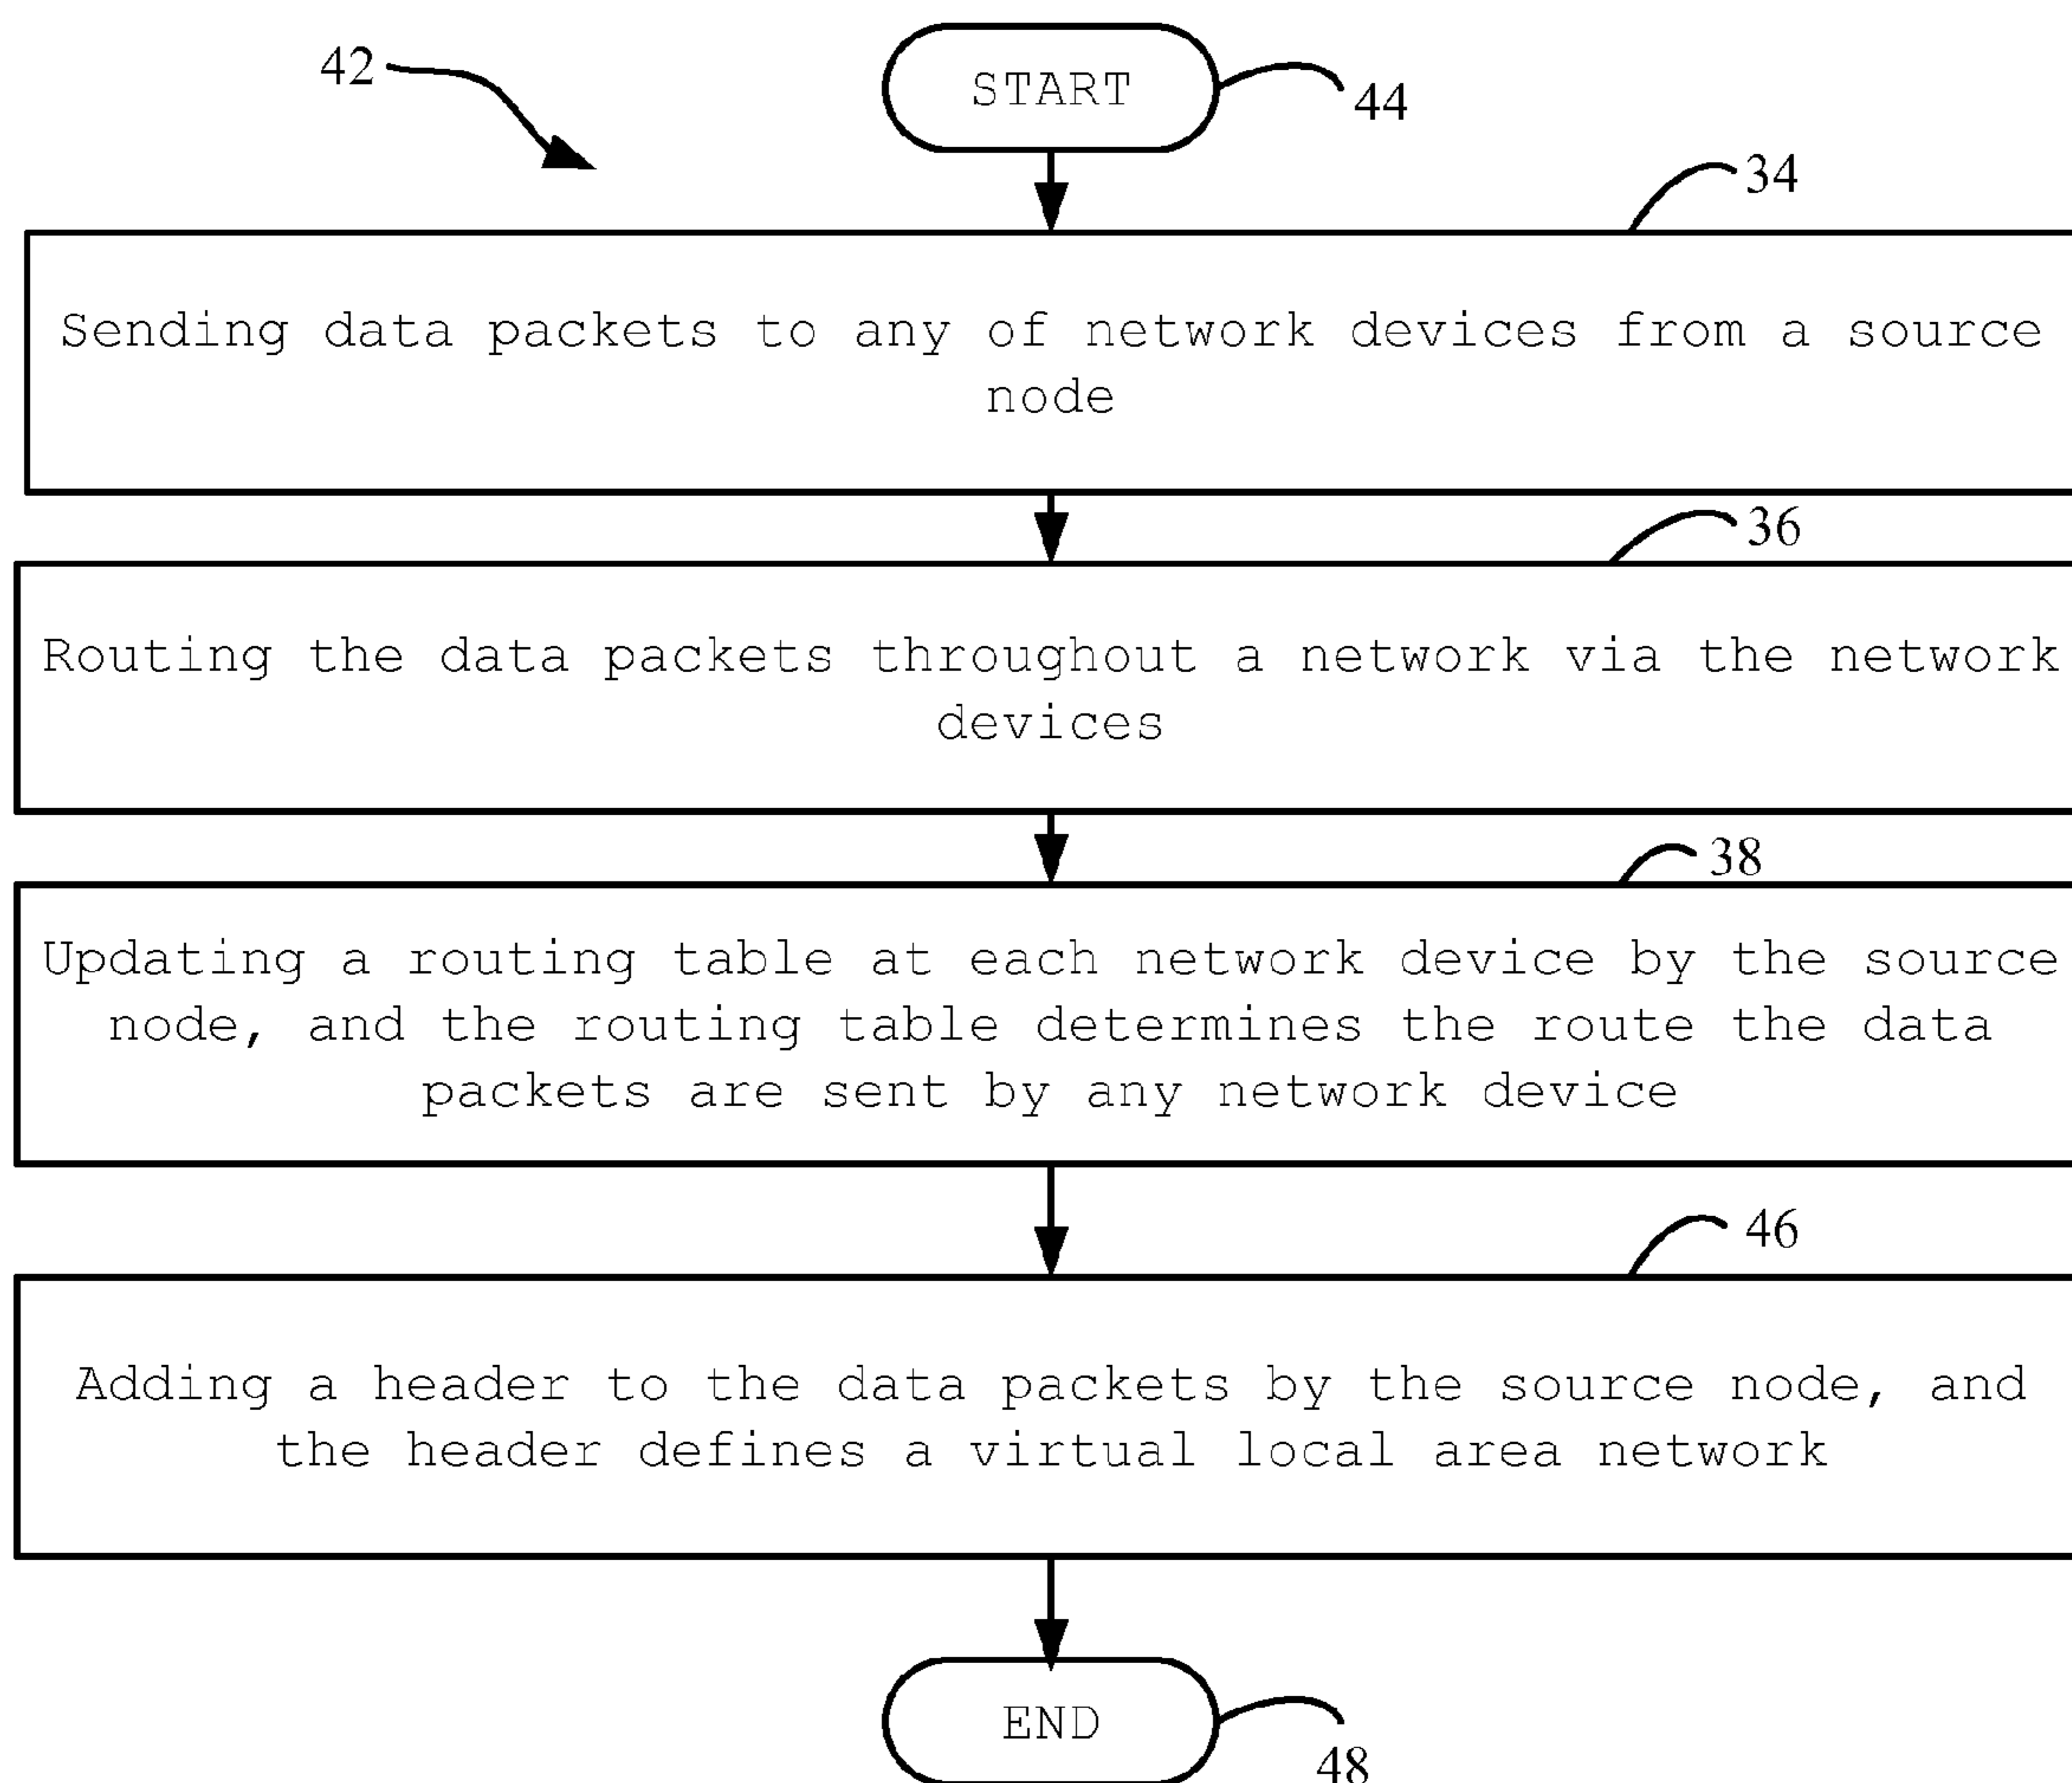 42
START
44
34
Sending data packets to any of network devices from a source
node
36
Routing the data packets throughout a network via the network
devices
38
Updating a routing table at each network device by the source
node, and the routing table determines the route the data
packets are sent by any network device
46
Adding a header to the data packets by the source node, and
the header defines a virtual local area network
END
48